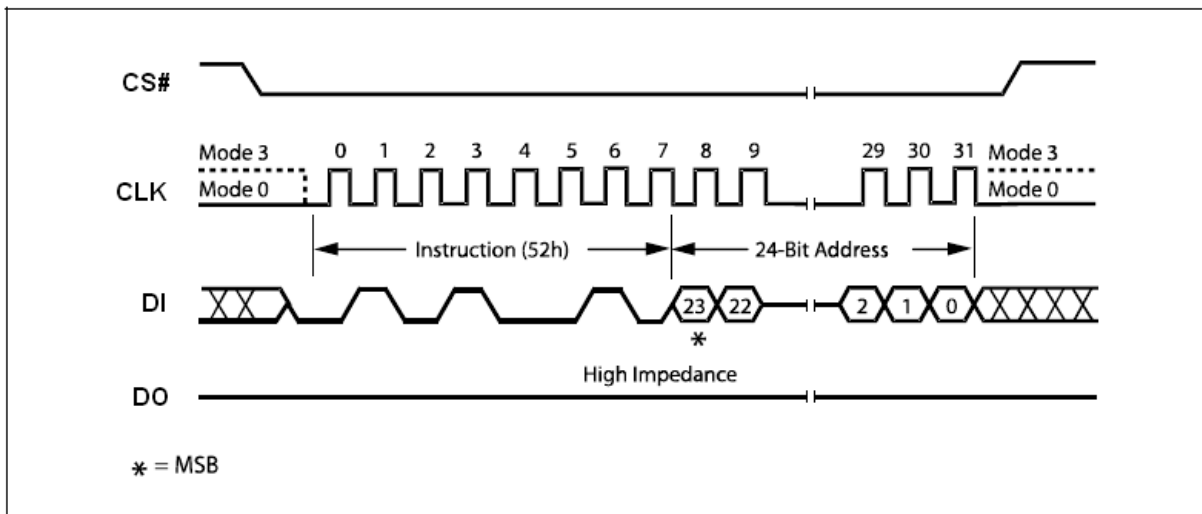 CS#
Mode 3 0 1 2 3 4 5 6 7 8 9 29 30 31 Mode 3
CLK Mode 0 Mode 0
Instruction (52h) 24-Bit Address
DI 23 22 2 1 0
*
High Impedance
DO
* = MSB